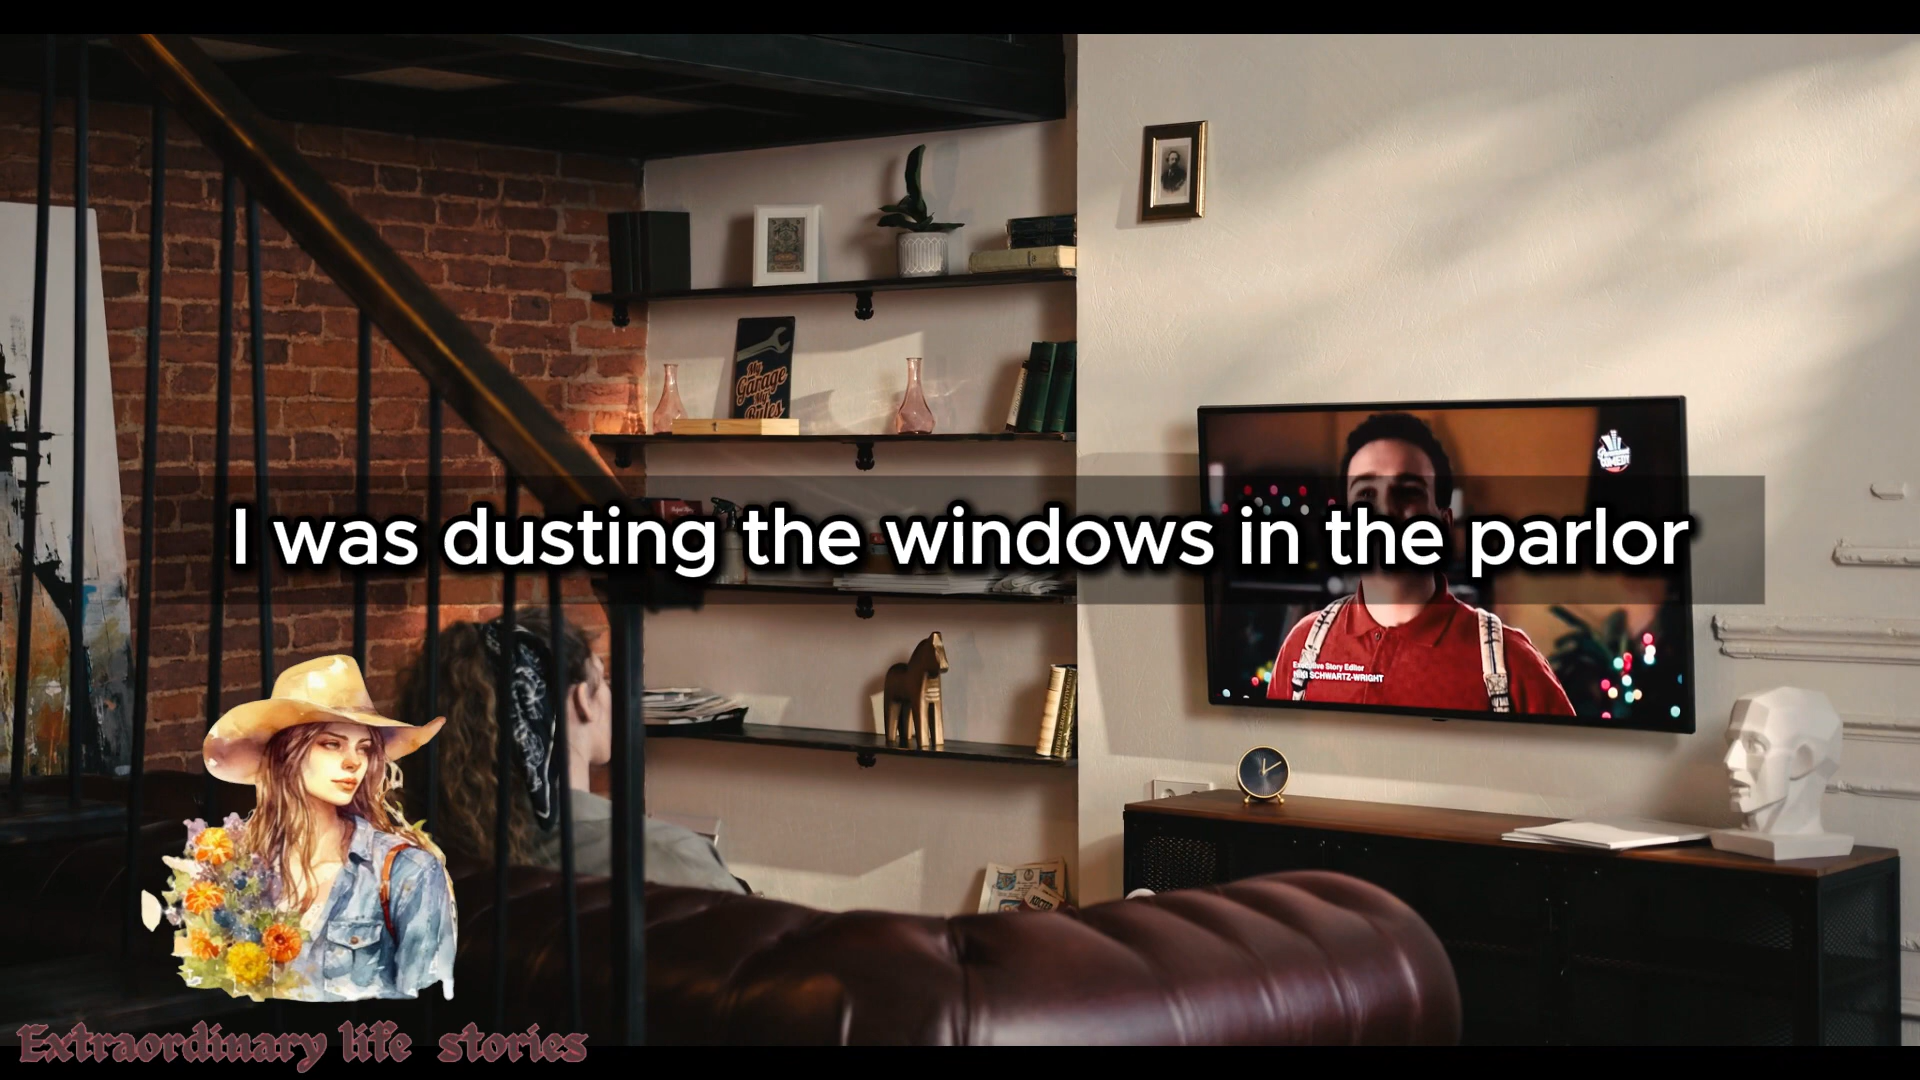 My
Garage
My
Rules
I was dusting the windows in the parlor
COMEDY
Executive Story Editor
SCHWARTZ-WRIGHT
Extraordinary life stories